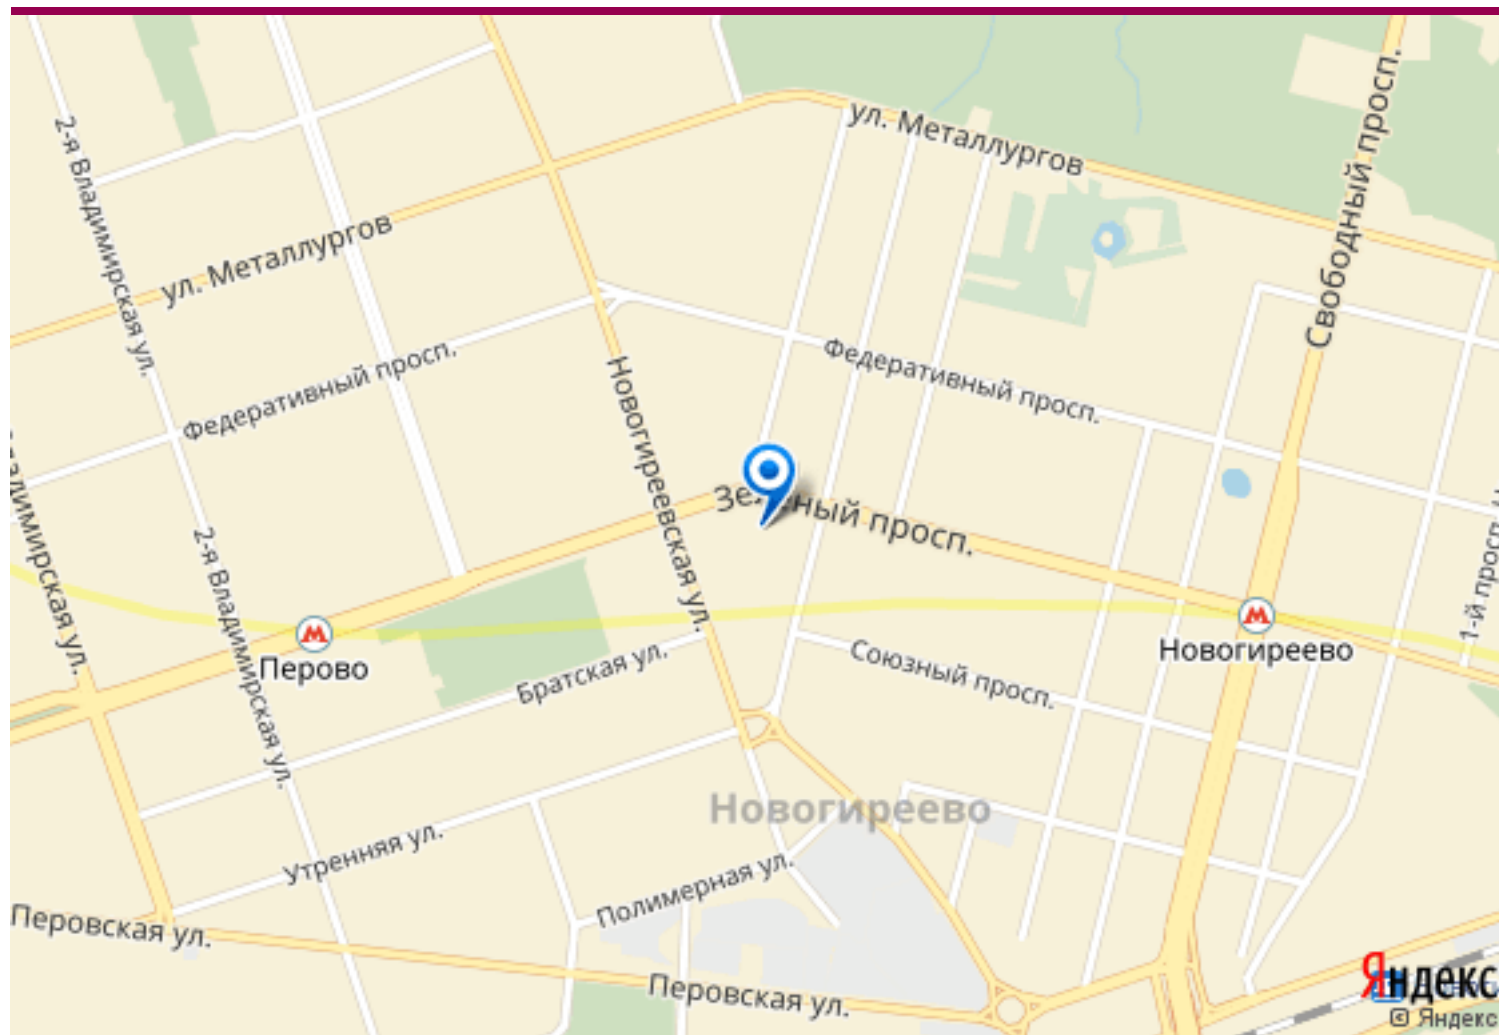 Свободный просп.
ул. Металлургов
2-я Владимирская ул.
ул. Металлургов
Федеративный просп.
Федеративный просп.
Новогиреевская ул.
просп.
2-я Владимирская ул.
1-й просп.
ул.
Перово
Новогиреево
Братская ул.
Союзный просп.
Новогиреево
Утренняя ул.
Полимерная ул.
Перовская ул.
Перовская ул.
Яндекс
© Яндекс